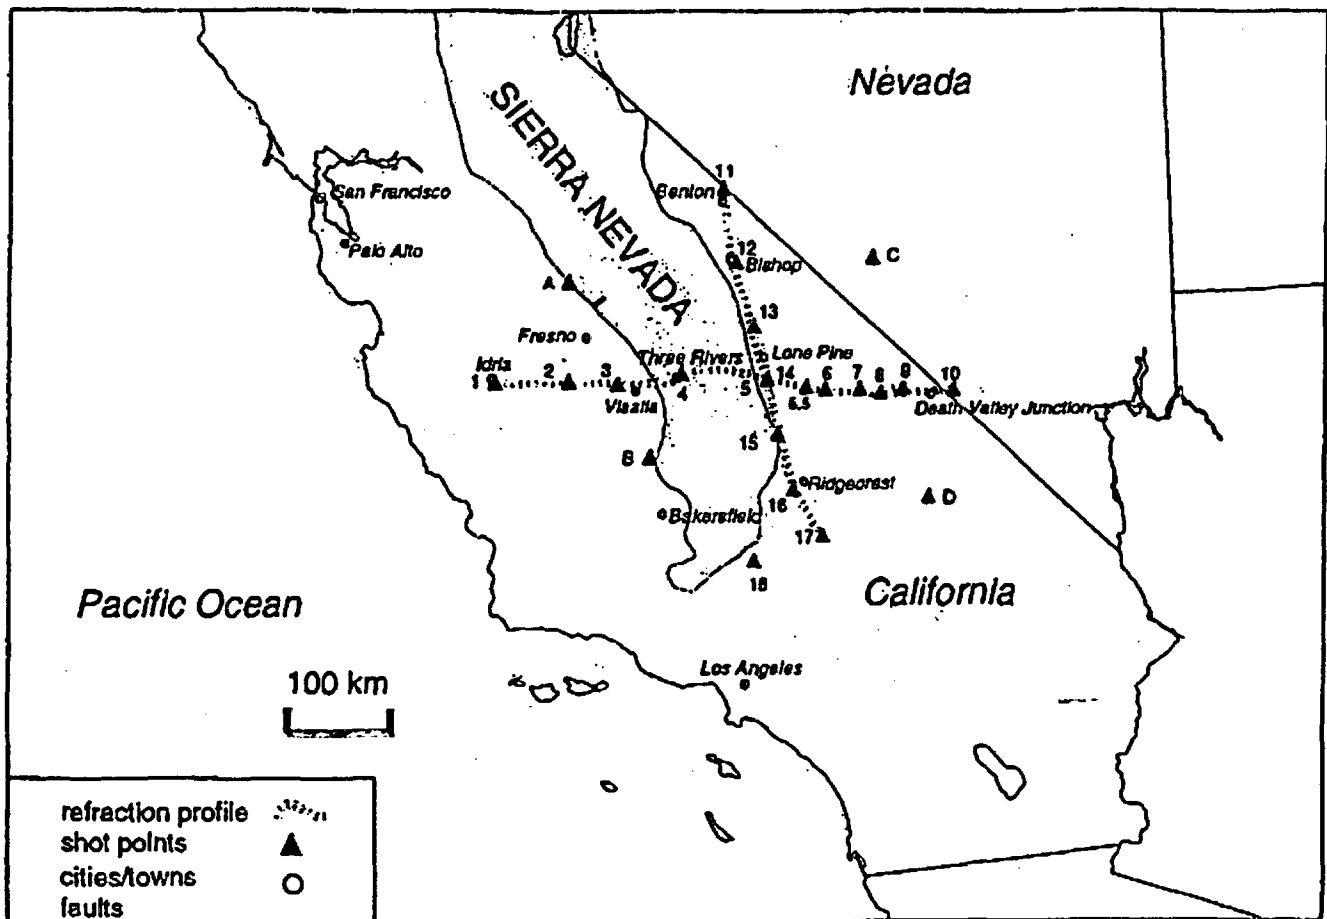 Nevada
SIERRA NEVADA
11
Benton
San Francisco
Palo Alto
12
Bishop
C
A
13
Fresno
Three Rivers
Lone Pine
Idris
1
2
3
4
5
14
5.5
6
7
8
9
10
Visalia
Death Valley Junction
15
B
Ridgecrest
16
D
Bakersfield
17
18
Pacific Ocean
California
Los Angeles
100 km
refraction profile
shot points
cities/towns
faults